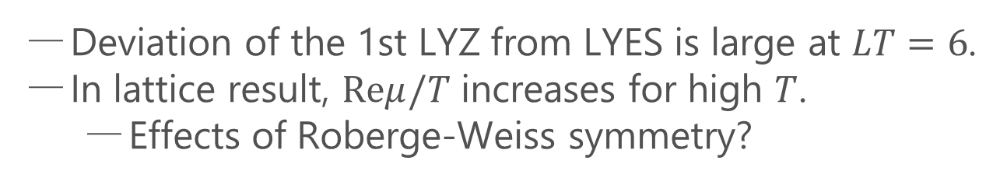 — Deviation of the 1st LYZ from LYES is large at LT = 6.
— In lattice result, Reμ/T increases for high T.
— Effects of Roberge-Weiss symmetry?